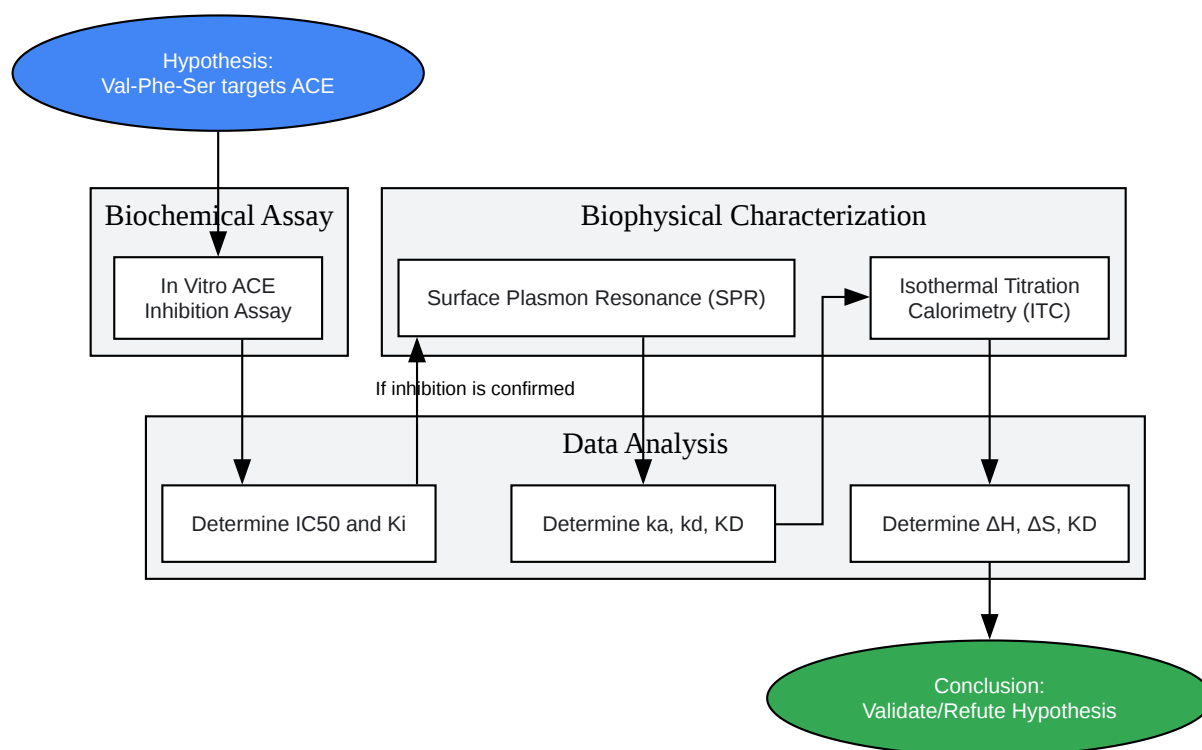 Hypothesis:
Val-Phe-Ser targets ACE
Biochemical Assay
In Vitro ACE
Inhibition Assay
Biophysical Characterization
Surface Plasmon Resonance (SPR)
Isothermal Titration
Calorimetry (ITC)
If inhibition is confirmed
Data Analysis
Determine IC50 and Ki
Determine ka, kd, KD
Determine ΔH, ΔS, KD
Conclusion:
Validate/Refute Hypothesis